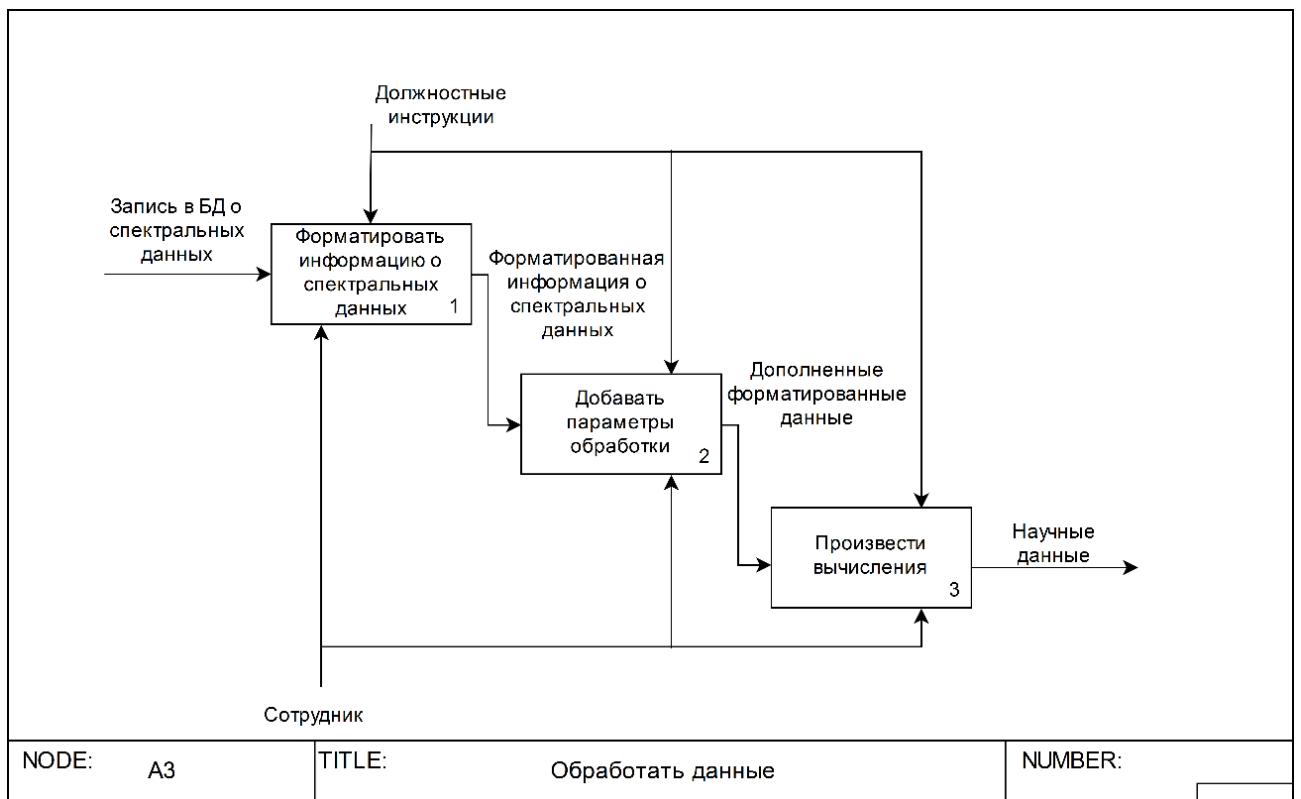 Должностные
инструкции
Запись в БД о
спектральных
данных
Форматировать
информацию о
спектральных
данных
1
Форматированная
информация о
спектральных
данных
Добавать
параметры
обработки
2
Дополненные
форматированные
данные
Произвести
вычисления
3
Научные
данные
Сотрудник
NODE:
A3
TITLE:
Обработать данные
NUMBER: